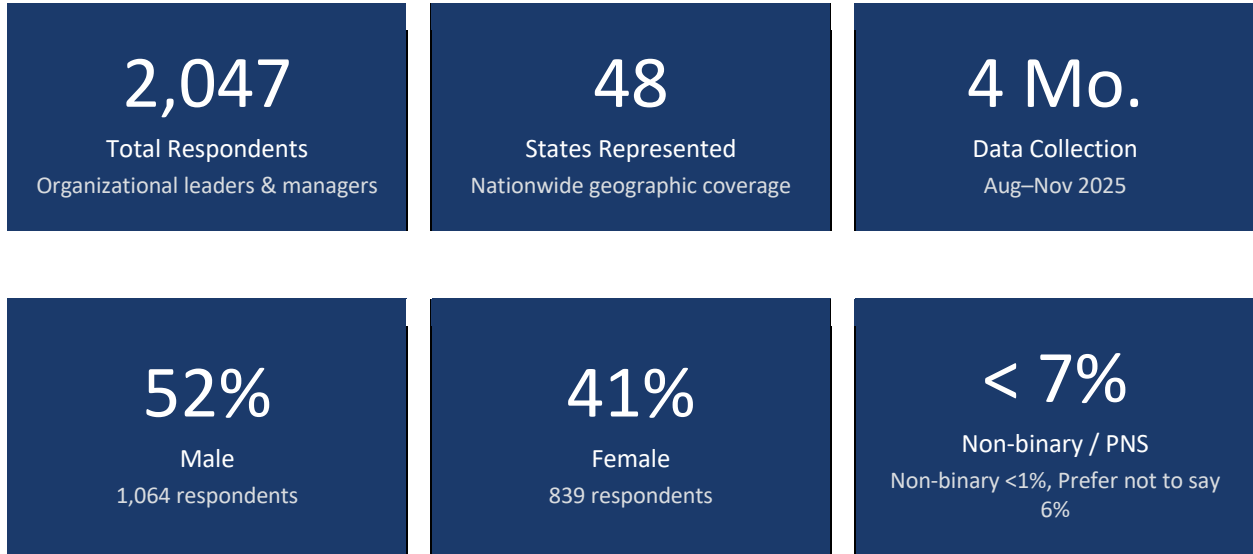 2,047
Total Respondents
Organizational leaders & managers
48
States Represented
Nationwide geographic coverage
4 Mo.
Data Collection
Aug–Nov 2025
52%
Male
1,064 respondents
41%
Female
839 respondents
< 7%
Non-binary / PNS
Non-binary <1%, Prefer not to say
6%